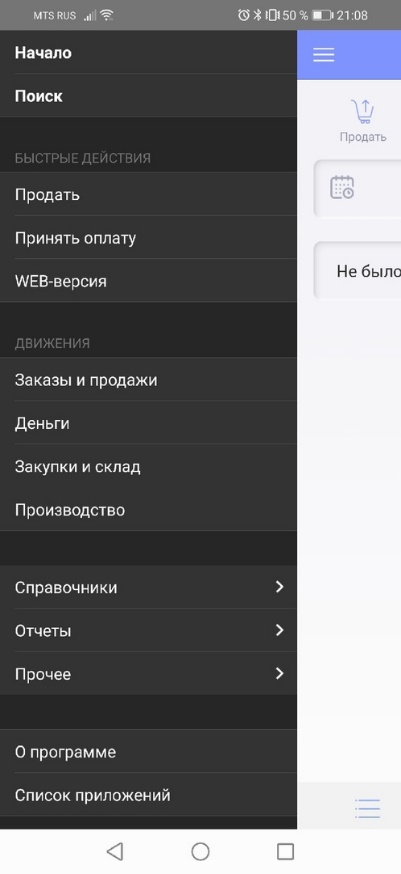 MTS RUS 50 % 21:08
Начало
Поиск
Продать
БЫСТРЫЕ ДЕЙСТВИЯ
Продать
Принять оплату
Не было
WEB-версия
ДВИЖЕНИЯ
Заказы и продажи
Деньги
Закупки и склад
Производство
Справочники
Отчеты
Прочее
О программе
Список приложений